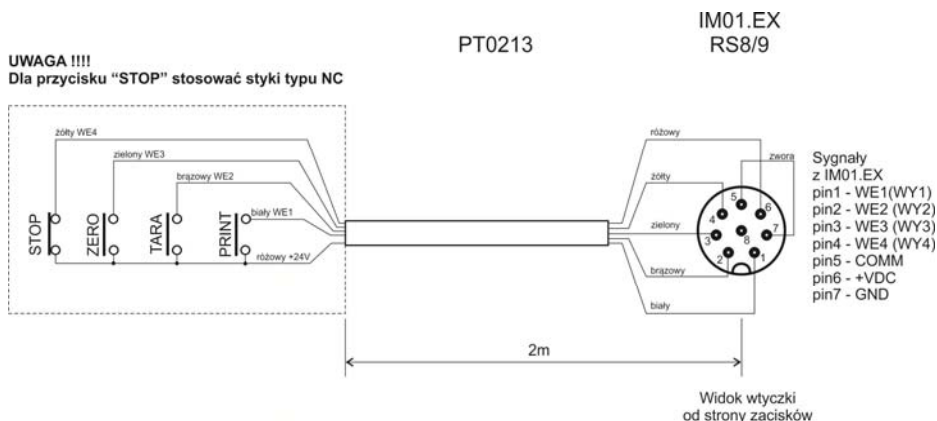 IM01.EX
RS8/9
PT0213
UWAGA !!!!
Dla przycisku "STOP" stosować styki typu NC
żółty WE4
zielony WE3
brązowy WE2
biały WE1
różowy +24V
STOP
ZERO
TARA
PRINT
różowy
żółty
zielony
brązowy
biały
zwora
5
6
4
7
3
8
2
1
Sygnały
z IM01.EX
pin1 - WE1(WY1)
pin2 - WE2 (WY2)
pin3 - WE3 (WY3)
pin4 - WE4 (WY4)
pin5 - COMM
pin6 - +VDC
pin7 - GND
2m
Widok wtyczki
od strony zacisków